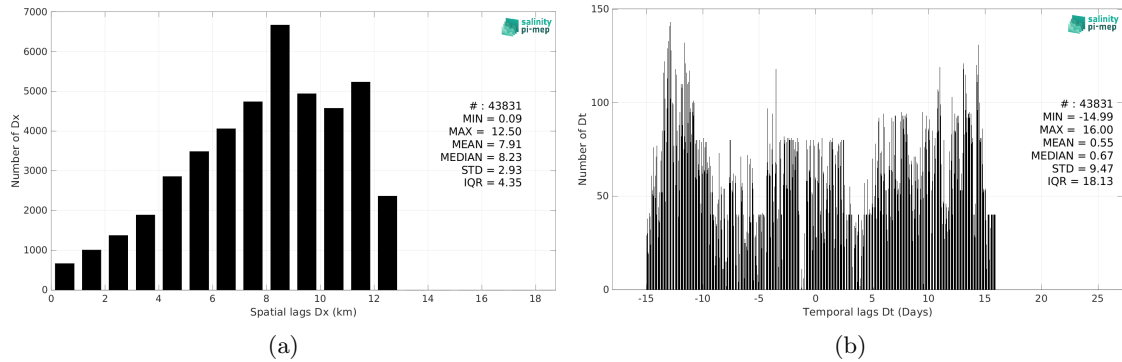 7000
6000
5000
4000
3000
2000
1000
0
Number of Dx
0 2 4 6 8 10 12 14 16 18
Spatial lags Dx (km)
salinity
pi-mep
# : 43831
MIN = 0.09
MAX = 12.50
MEAN = 7.91
MEDIAN = 8.23
STD = 2.93
IQR = 4.35
(a)
150
100
50
0
Number of Dt
-15 -10 -5 0 5 10 15 20 25
Temporal lags Dt (Days)
salinity
pi-mep
# : 43831
MIN = -14.99
MAX = 16.00
MEAN = 0.55
MEDIAN = 0.67
STD = 9.47
IQR = 18.13
(b)